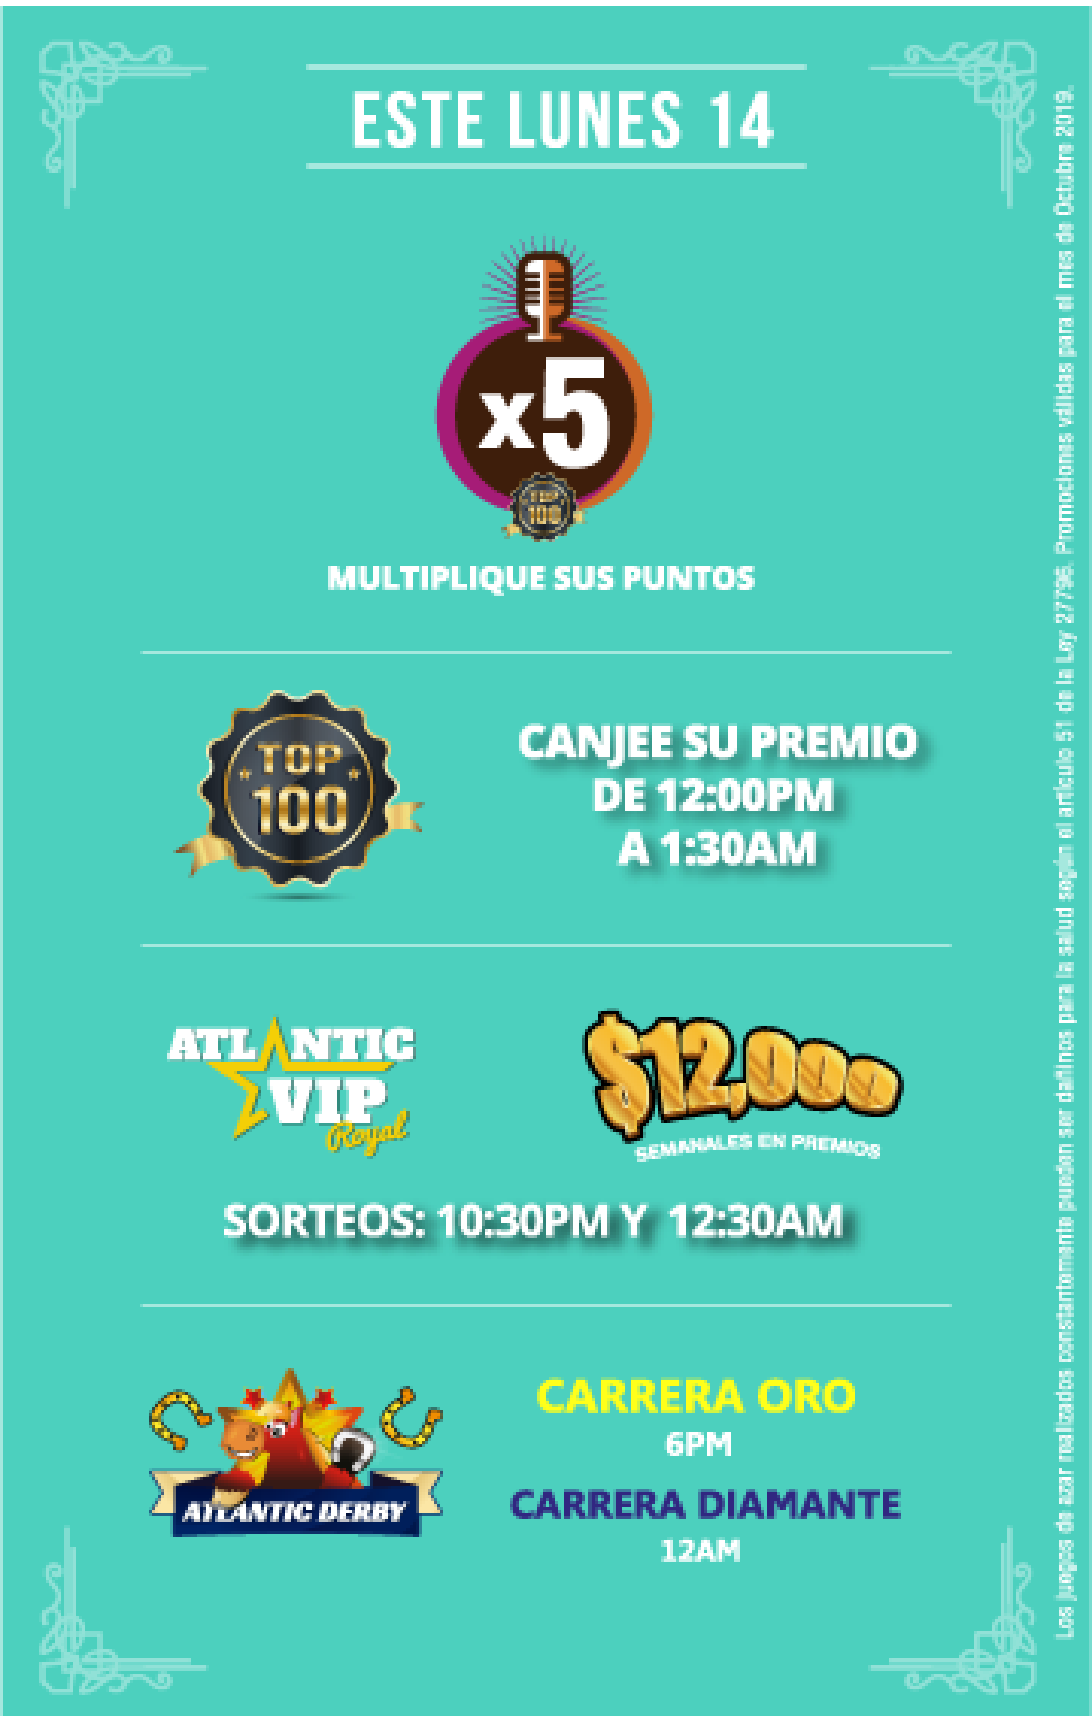 ESTE LUNES 14
x5
TOP
100
MULTIPLIQUE SUS PUNTOS
TOP
100
CANJEE SU PREMIO
DE 12:00PM
A 1:30AM
ATLANTIC
VIP
Royal
$12,000
SEMANALES EN PREMIOS
SORTEOS: 10:30PM Y 12:30AM
ATLANTIC DERBY
CARRERA ORO
6PM
CARRERA DIAMANTE
12AM
Los juegos de azar realizados constantemente pueden ser dañinos para la salud según el artículo 51 de la Ley 27796. Promociones válidas para el mes de Octubre 2019.